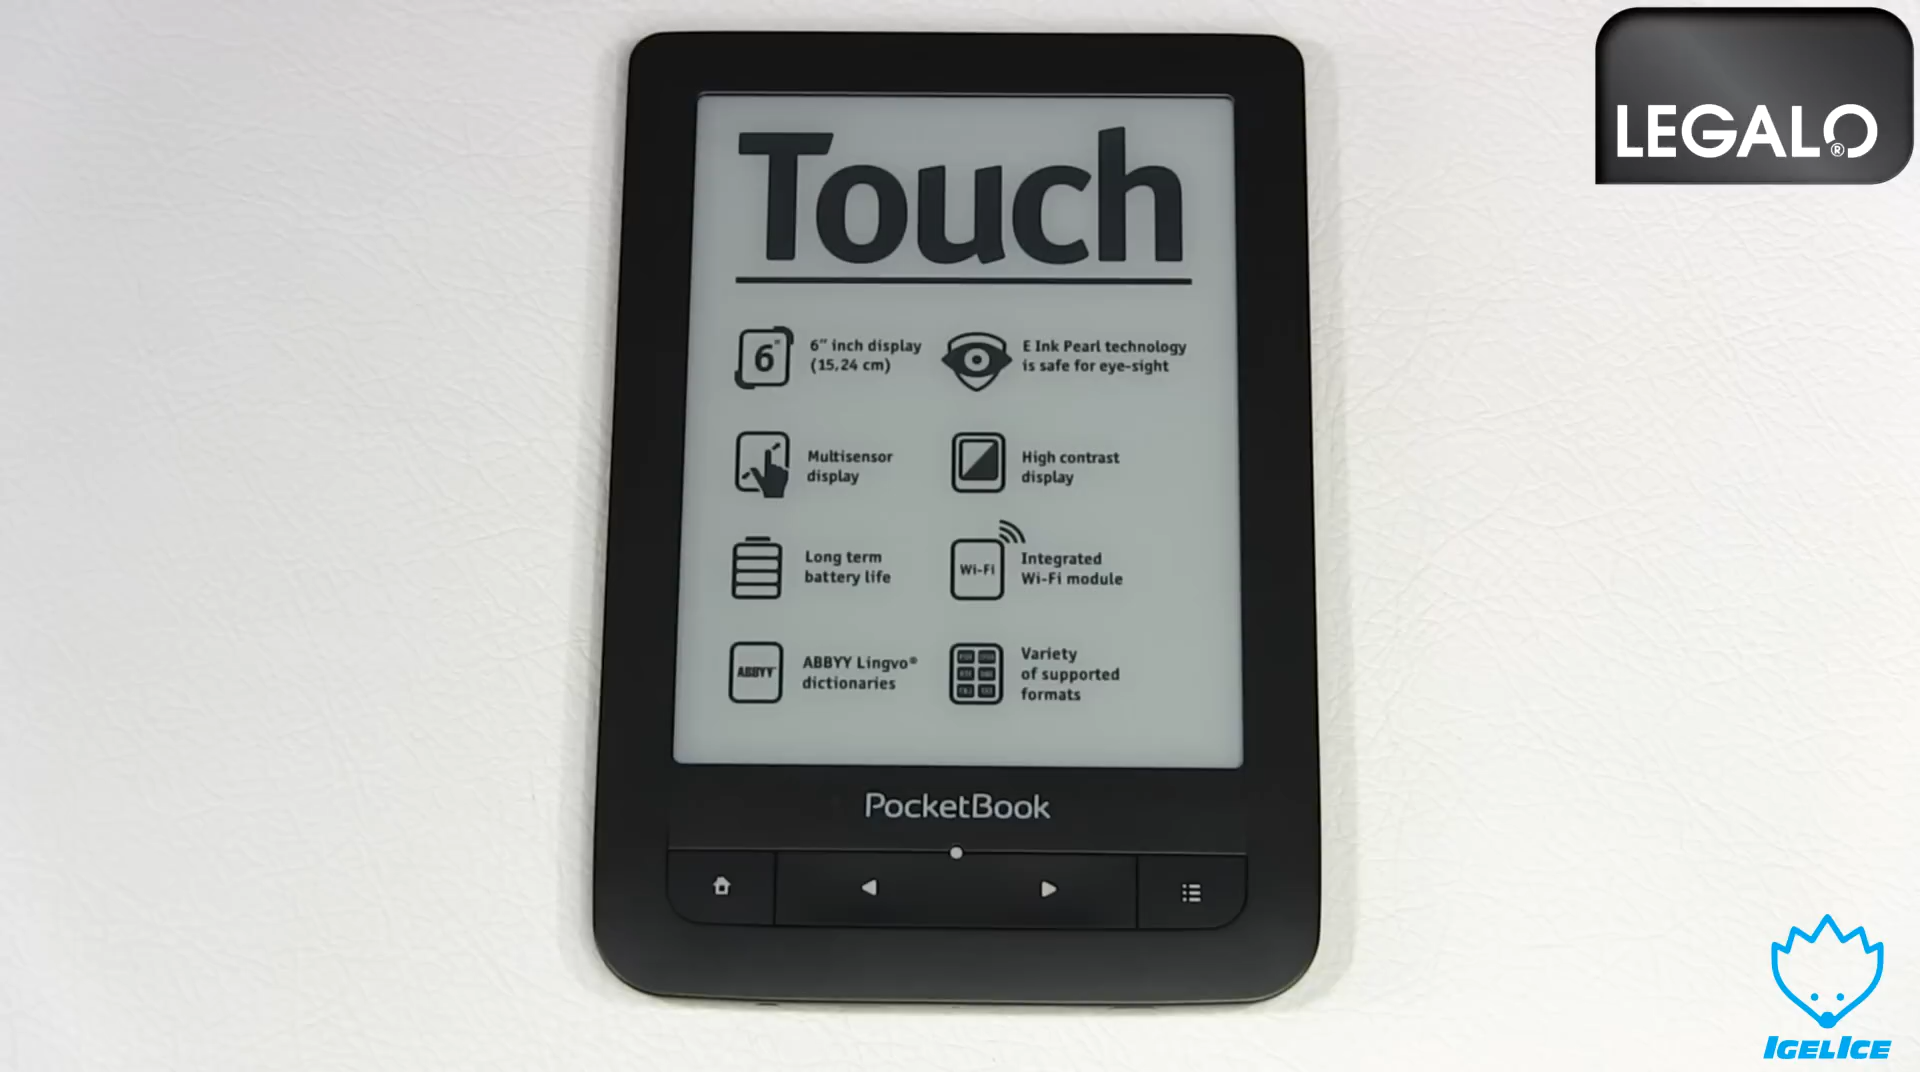 LEGALO®
Touch
6
6" inch display
(15,24 cm)
E Ink Pearl technology
is safe for eye-sight
Multisensor
display
High contrast
display
Long term
battery life
Wi-Fi
Integrated
Wi-Fi module
ABBYY
ABBYY Lingvo®
dictionaries
Variety
of supported
formats
PocketBook
IGELICE